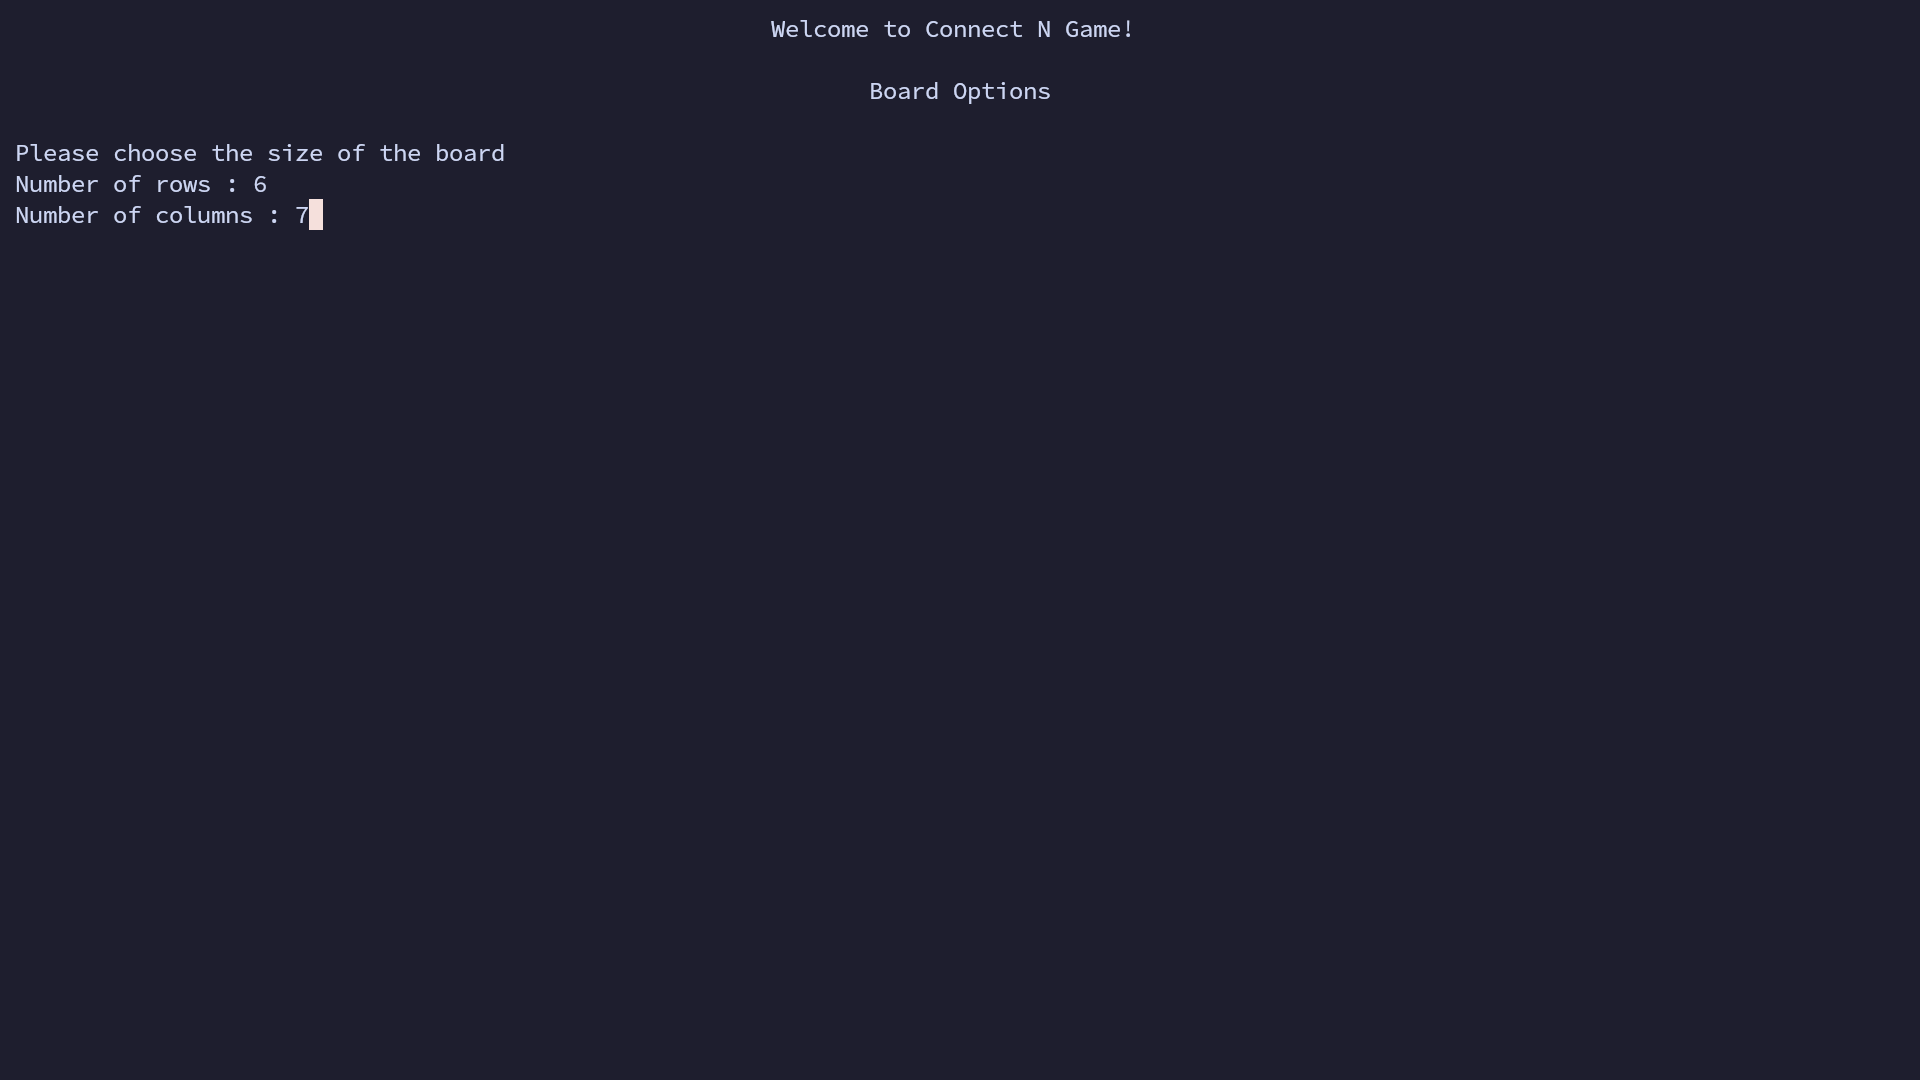 Welcome to Connect N Game!
Board Options
Please choose the size of the board
Number of rows : 6
Number of columns : 7